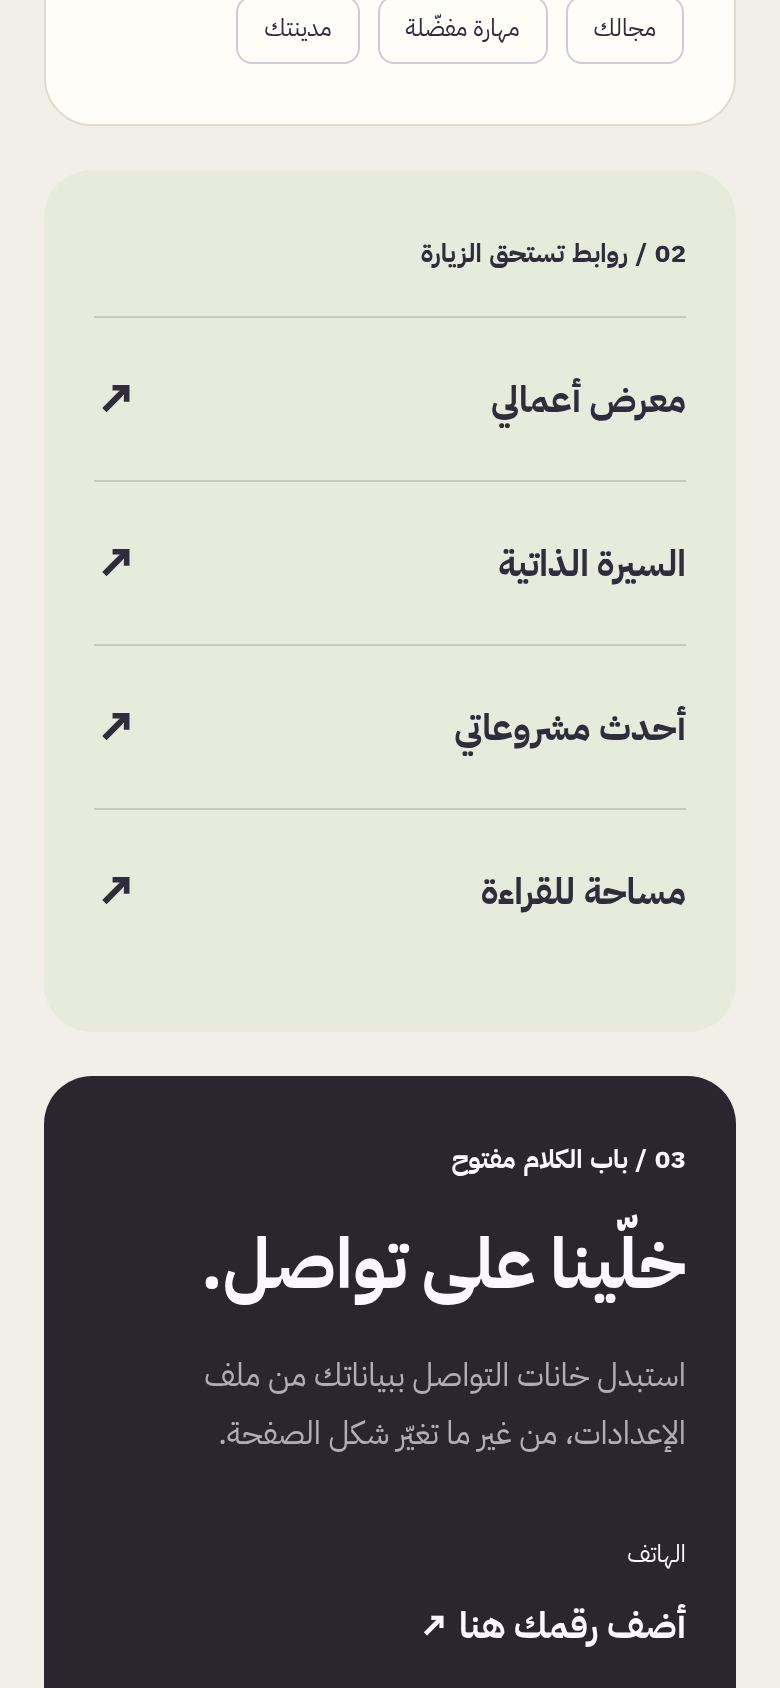 مجالك
مهارة مفضّلة
مدينتك
02 / روابط تستحق الزيارة
معرض أعمالي ↗
السيرة الذاتية ↗
أحدث مشروعاتي ↗
مساحة للقراءة ↗
03 / باب الكلام مفتوح
خلّينا على تواصل.
استبدل خانات التواصل ببياناتك من ملف
الإعدادات، من غير ما تغيّر شكل الصفحة.
الهاتف
أضف رقمك هنا ↗